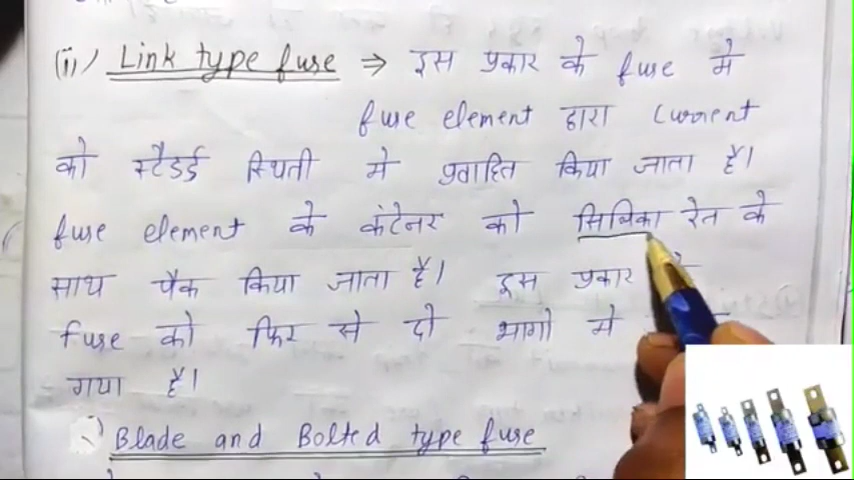 (ii) Link type fuse ⇒ इस प्रकार के fuse मे
fuse element द्वारा Current
को स्टैडर्ड स्थिती मे प्रवाहित किया जाता है।
fuse element के कंटेनर को सिबिका रेत के
साथ पैक किया जाता है। इस प्रकार
fuse को फिर से दो भागो मे
गया है।
Blade and Bolted type fuse